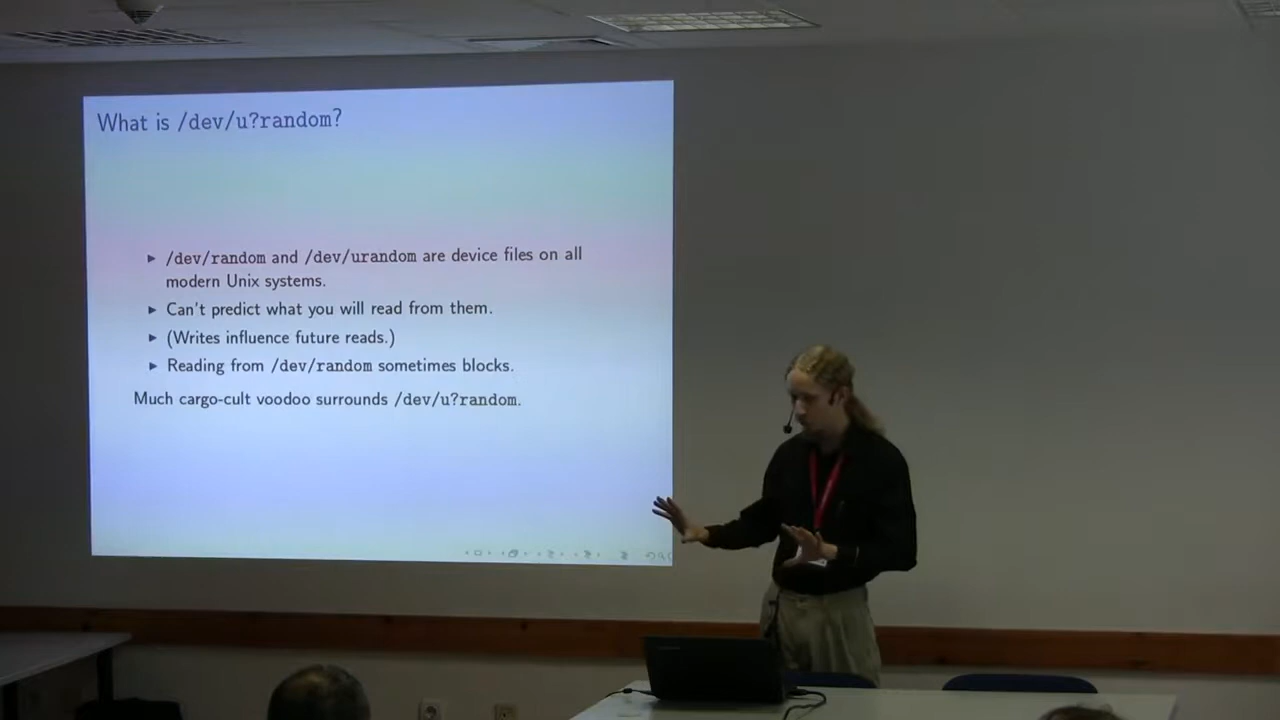 What is /dev/u?random?
▶ /dev/random and /dev/urandom are device files on all
modern Unix systems.
▶ Can't predict what you will read from them.
▶ (Writes influence future reads.)
▶ Reading from /dev/random sometimes blocks.
Much cargo-cult voodoo surrounds /dev/u?random.